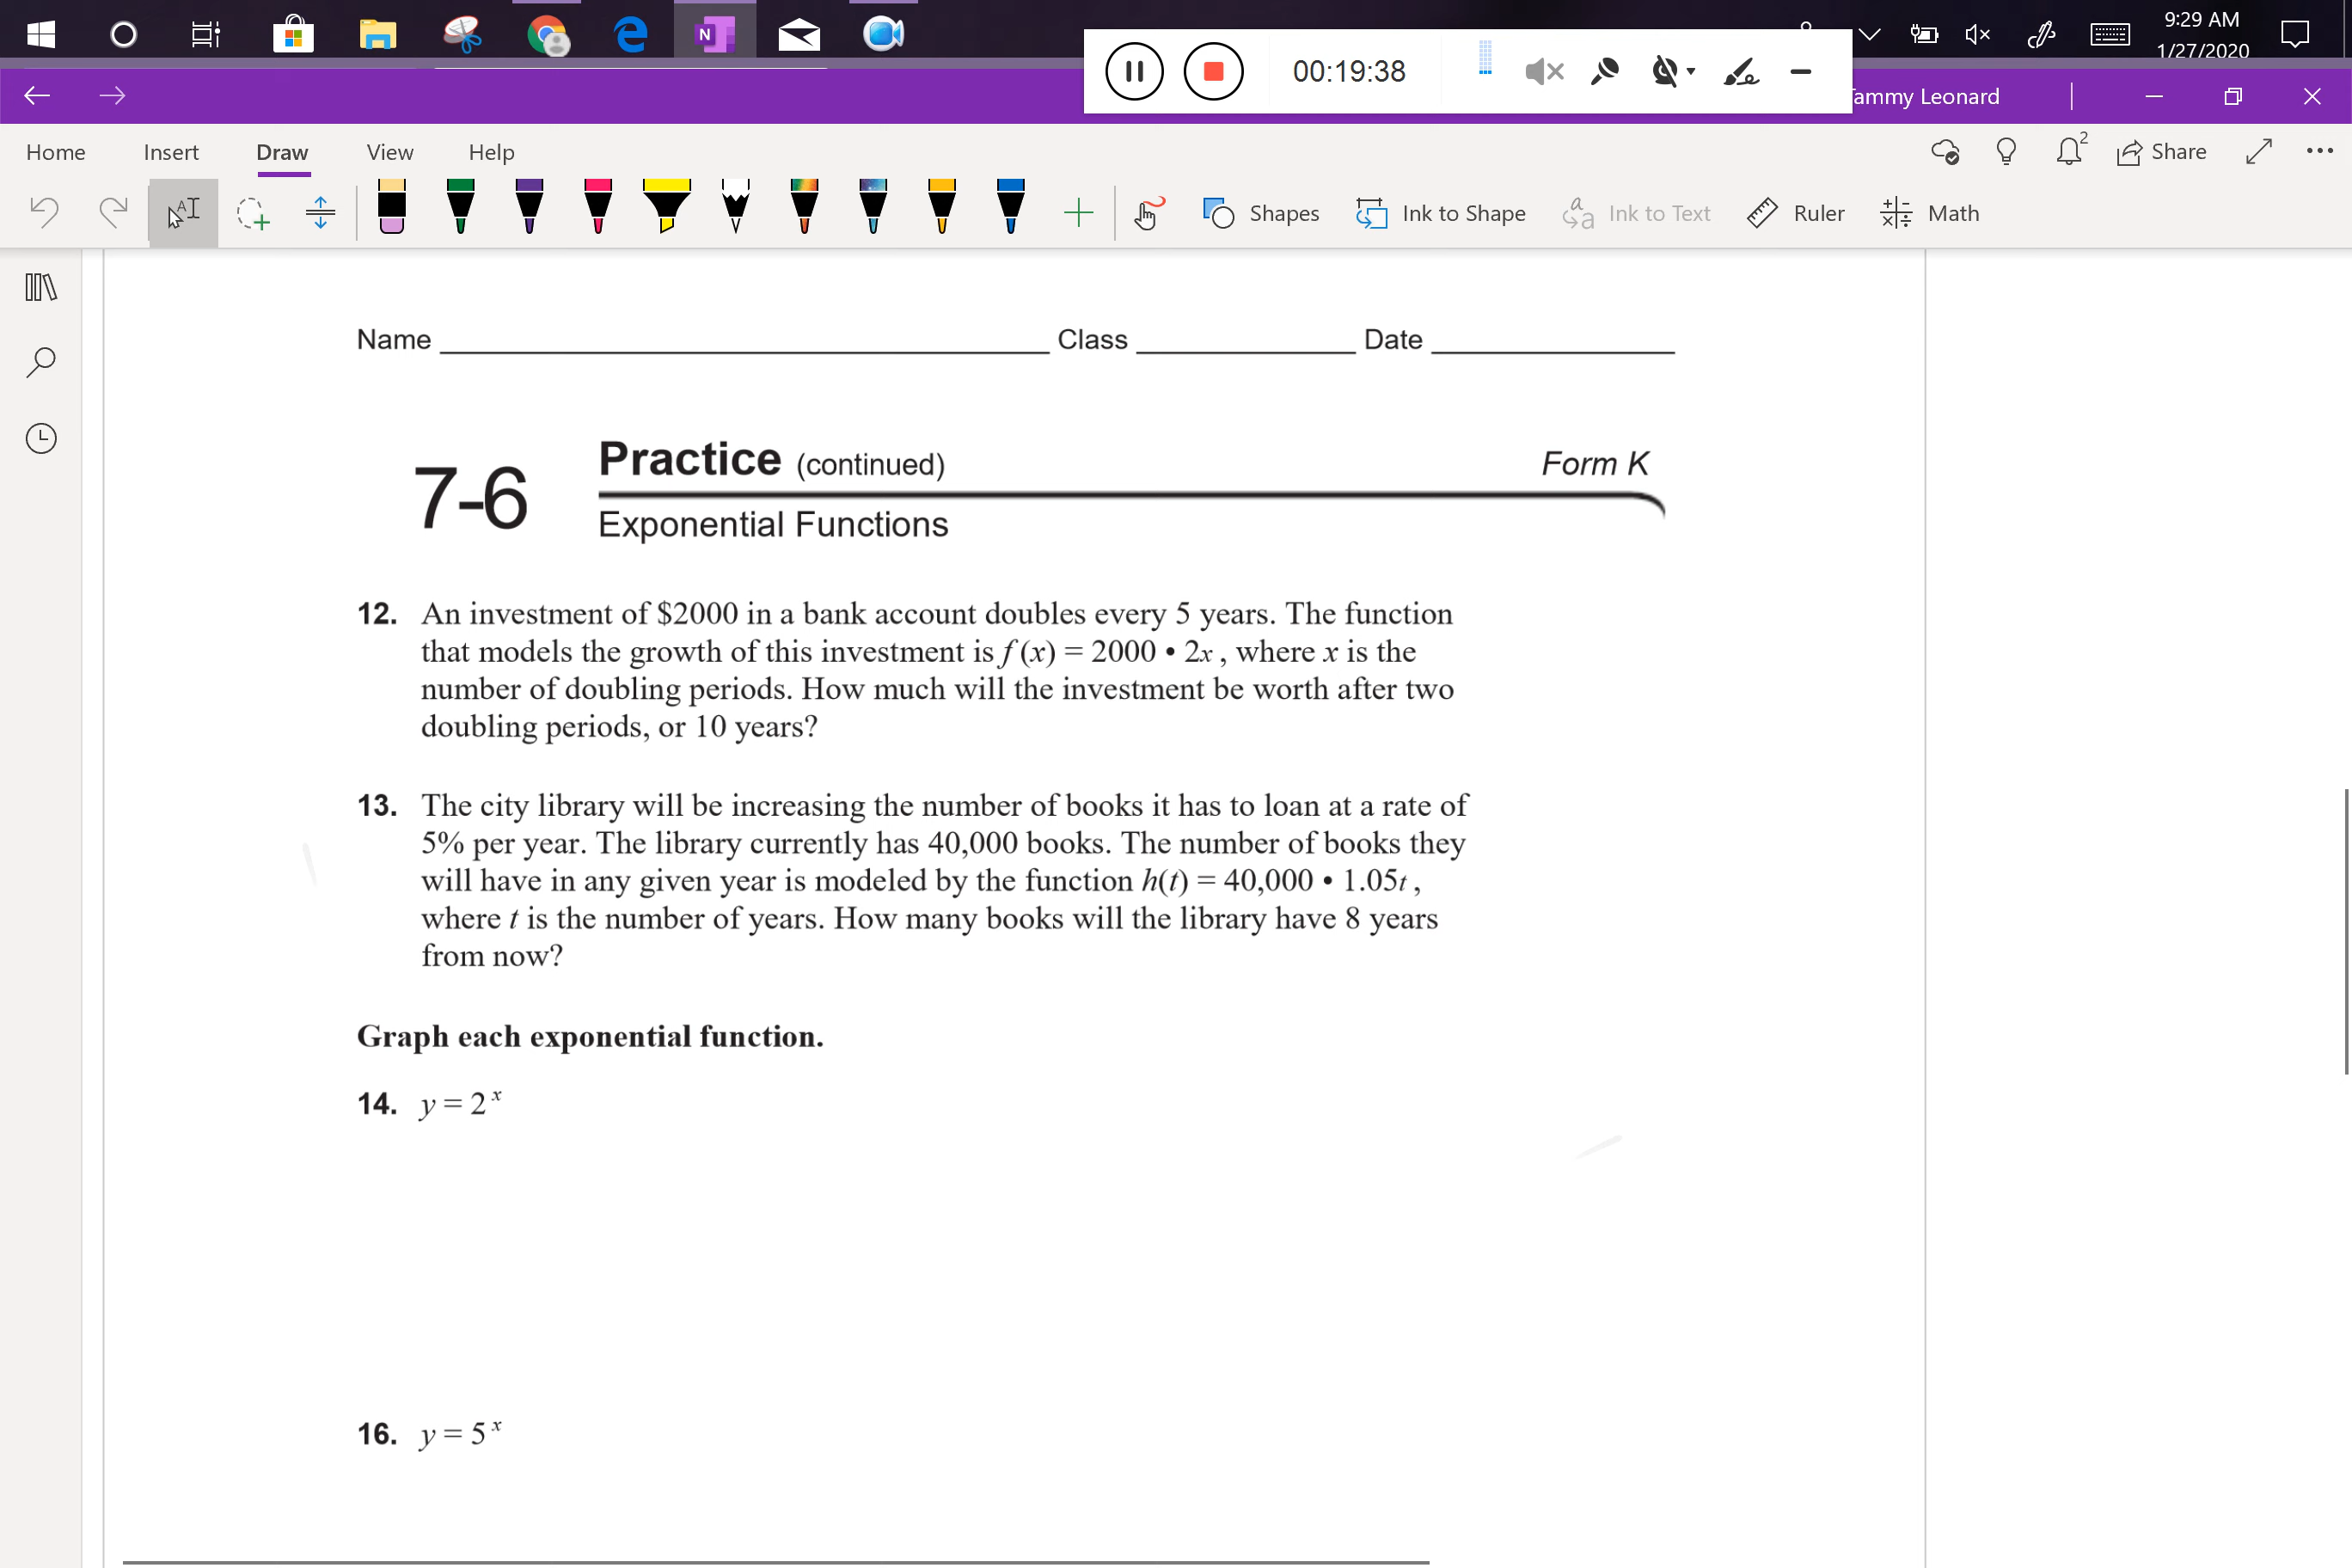 9:29 AM
1/27/2020
00:19:38
ammy Leonard
Home Insert Draw View Help
2
Share
Shapes Ink to Shape Ink to Text Ruler Math
Name Class Date
7-6
Practice (continued) Form K
Exponential Functions
12. An investment of $2000 in a bank account doubles every 5 years. The function
that models the growth of this investment is f (x) = 2000 • 2x , where x is the
number of doubling periods. How much will the investment be worth after two
doubling periods, or 10 years?
13. The city library will be increasing the number of books it has to loan at a rate of
5% per year. The library currently has 40,000 books. The number of books they
will have in any given year is modeled by the function h(t) = 40,000 • 1.05t ,
where t is the number of years. How many books will the library have 8 years
from now?
Graph each exponential function.
14. y = 2ˣ
16. y = 5ˣ